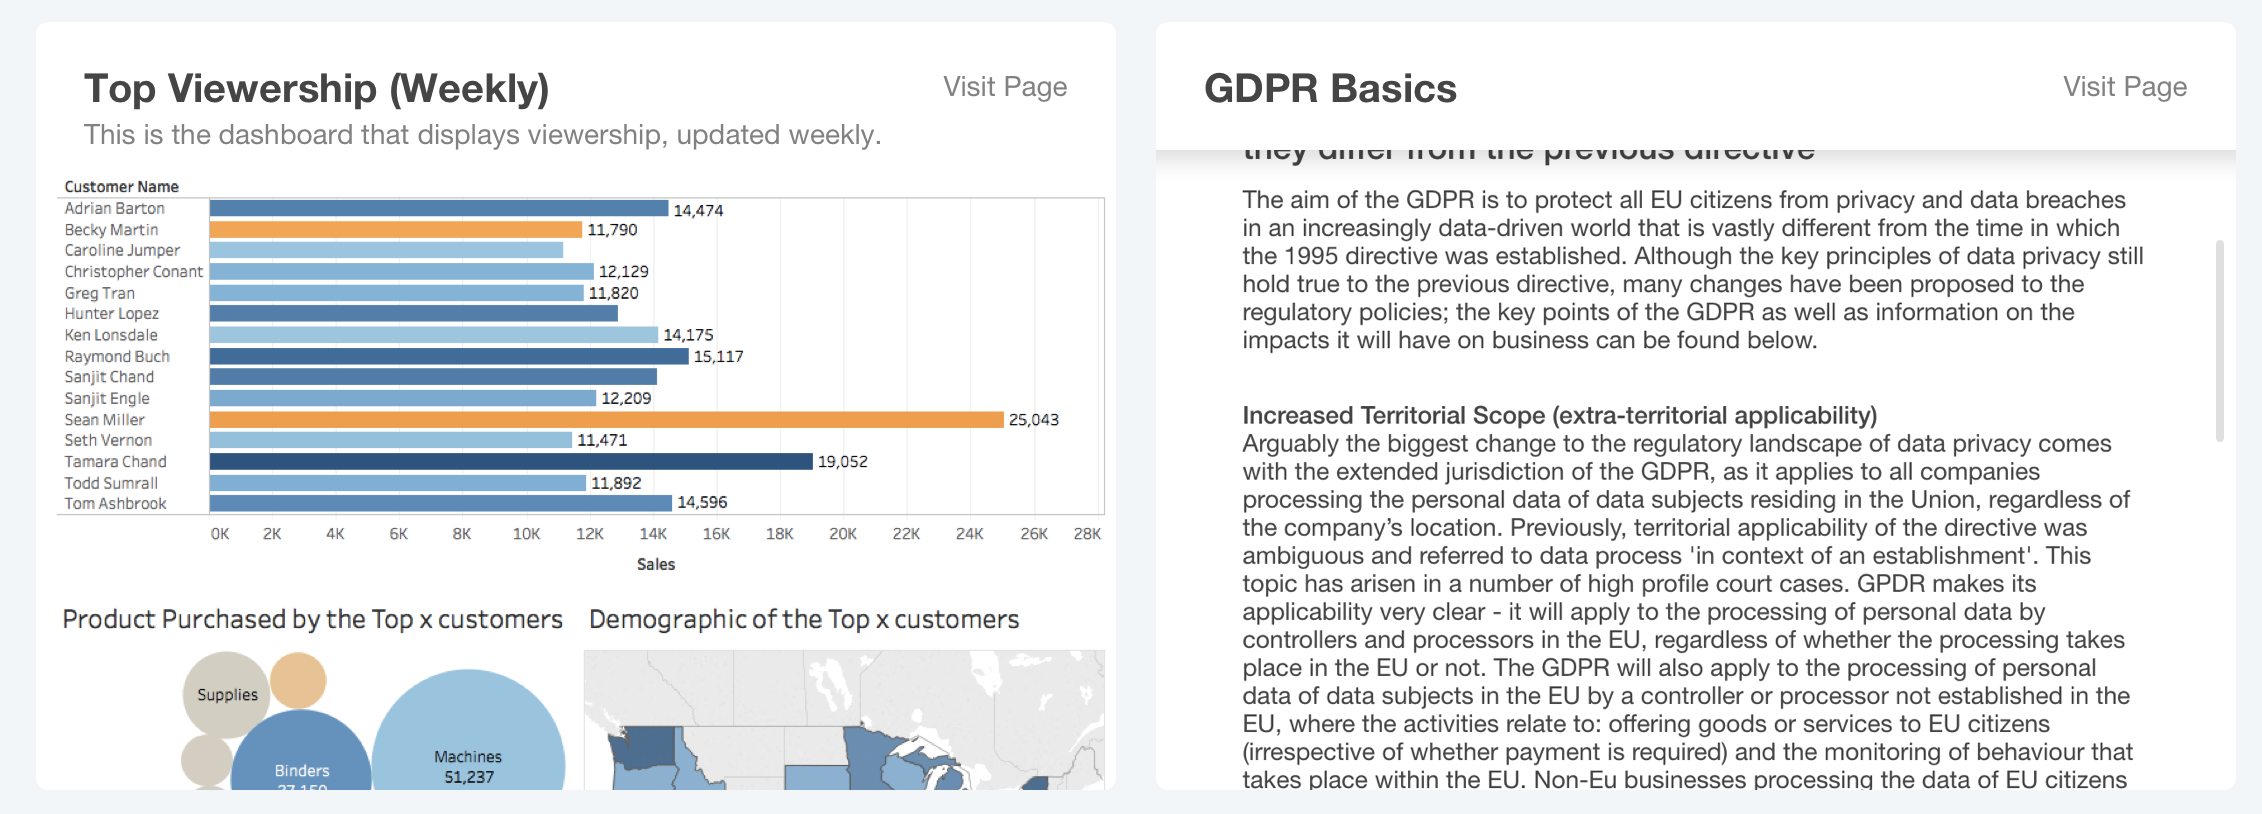 Top Viewership (Weekly)
Visit Page
This is the dashboard that displays viewership, updated weekly.
Customer Name
Adrian Barton 14,474
Becky Martin 11,790
Caroline Jumper
Christopher Conant 12,129
Greg Tran 11,820
Hunter Lopez
Ken Lonsdale 14,175
Raymond Buch 15,117
Sanjit Chand
Sanjit Engle 12,209
Sean Miller 25,043
Seth Vernon 11,471
Tamara Chand 19,052
Todd Sumrall 11,892
Tom Ashbrook 14,596
0K 2K 4K 6K 8K 10K 12K 14K 16K 18K 20K 22K 24K 26K 28K
Sales
Product Purchased by the Top x customers
Supplies
Binders
37,150
Machines
51,237
Demographic of the Top x customers
GDPR Basics
Visit Page
they differ from the previous directive
The aim of the GDPR is to protect all EU citizens from privacy and data breaches
in an increasingly data-driven world that is vastly different from the time in which
the 1995 directive was established. Although the key principles of data privacy still
hold true to the previous directive, many changes have been proposed to the
regulatory policies; the key points of the GDPR as well as information on the
impacts it will have on business can be found below.
Increased Territorial Scope (extra-territorial applicability)
Arguably the biggest change to the regulatory landscape of data privacy comes
with the extended jurisdiction of the GDPR, as it applies to all companies
processing the personal data of data subjects residing in the Union, regardless of
the company’s location. Previously, territorial applicability of the directive was
ambiguous and referred to data process 'in context of an establishment'. This
topic has arisen in a number of high profile court cases. GPDR makes its
applicability very clear - it will apply to the processing of personal data by
controllers and processors in the EU, regardless of whether the processing takes
place in the EU or not. The GDPR will also apply to the processing of personal
data of data subjects in the EU by a controller or processor not established in the
EU, where the activities relate to: offering goods or services to EU citizens
(irrespective of whether payment is required) and the monitoring of behaviour that
takes place within the EU. Non-Eu businesses processing the data of EU citizens